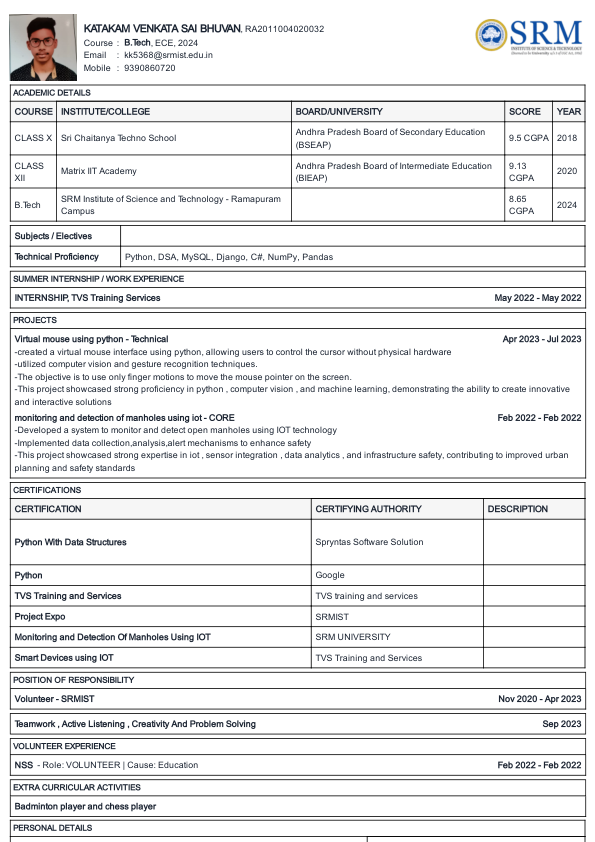 KATAKAM VENKATA SAI BHUVAN, RA2011004020032
Course : B.Tech, ECE, 2024
Email : kk5368@srmist.edu.in
Mobile : 9390860720
SRM
INSTITUTE OF SCIENCE & TECHNOLOGY
ACADEMIC DETAILS
COURSE INSTITUTE/COLLEGE BOARD/UNIVERSITY SCORE YEAR
CLASS X Sri Chaitanya Techno School Andhra Pradesh Board of Secondary Education (BSEAP) 9.5 CGPA 2018
CLASS XII Matrix IIT Academy Andhra Pradesh Board of Intermediate Education (BIEAP) 9.13 CGPA 2020
B.Tech SRM Institute of Science and Technology - Ramapuram Campus 8.65 CGPA 2024
Subjects / Electives
Technical Proficiency Python, DSA, MySQL, Django, C#, NumPy, Pandas
SUMMER INTERNSHIP / WORK EXPERIENCE
INTERNSHIP, TVS Training Services May 2022 - May 2022
PROJECTS
Virtual mouse using python - Technical Apr 2023 - Jul 2023
-created a virtual mouse interface using python, allowing users to control the cursor without physical hardware
-utilized computer vision and gesture recognition techniques.
-The objective is to use only finger motions to move the mouse pointer on the screen.
-This project showcased strong proficiency in python , computer vision , and machine learning, demonstrating the ability to create innovative
and interactive solutions
monitoring and detection of manholes using iot - CORE Feb 2022 - Feb 2022
-Developed a system to monitor and detect open manholes using IOT technology
-Implemented data collection,analysis,alert mechanisms to enhance safety
-This project showcased strong expertise in iot , sensor integration , data analytics , and infrastructure safety, contributing to improved urban
planning and safety standards
CERTIFICATIONS
CERTIFICATION CERTIFYING AUTHORITY DESCRIPTION
Python With Data Structures Spryntas Software Solution
Python Google
TVS Training and Services TVS training and services
Project Expo SRMIST
Monitoring and Detection Of Manholes Using IOT SRM UNIVERSITY
Smart Devices using IOT TVS Training and Services
POSITION OF RESPONSIBILITY
Volunteer - SRMIST Nov 2020 - Apr 2023
Teamwork , Active Listening , Creativity And Problem Solving Sep 2023
VOLUNTEER EXPERIENCE
NSS - Role: VOLUNTEER | Cause: Education Feb 2022 - Feb 2022
EXTRA CURRICULAR ACTIVITIES
Badminton player and chess player
PERSONAL DETAILS